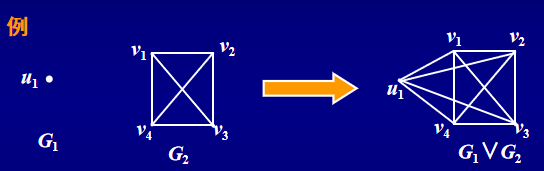 例
u₁
G₁
v₁ v₂
v₄ v₃
G₂
v₁ v₂
u₁
v₄ v₃
G₁∨G₂